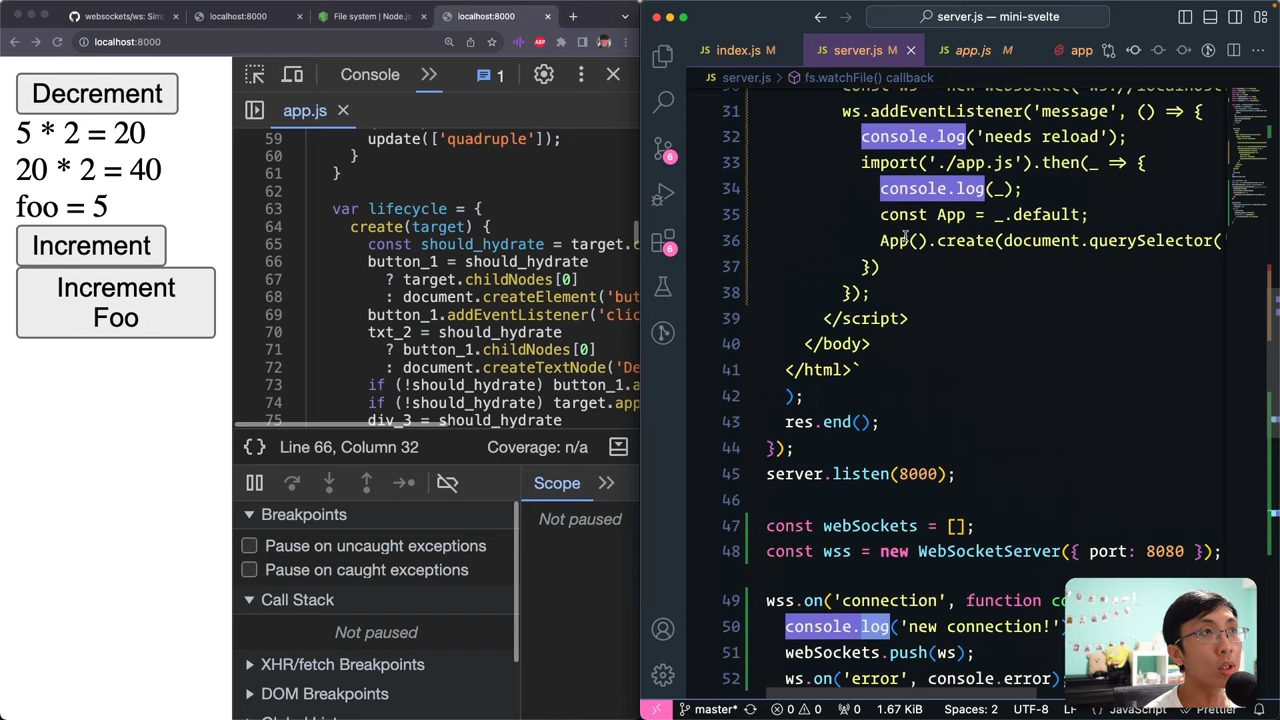 websockets/ws: Sim
localhost:8000
File system | Node.js
localhost:8000
localhost:8000
Decrement
5 * 2 = 20
20 * 2 = 40
foo = 5
Increment
Increment
Foo
Console
1
app.js
59 update(['quadruple']);
60 }
61 }
62
63 var lifecycle = {
64 create(target) {
65 const should_hydrate = target.c
66 button_1 = should_hydrate
67 ? target.childNodes[0]
68 : document.createElement('but
69 button_1.addEventListener('clic
70 txt_2 = should_hydrate
71 ? button_1.childNodes[0]
72 : document.createTextNode('De
73 if (!should_hydrate) button_1.a
74 if (!should_hydrate) target.app
75 div_3 = should_hydrate
{} Line 66, Column 32
Coverage: n/a
Scope
Not paused
Breakpoints
Pause on uncaught exceptions
Pause on caught exceptions
Call Stack
Not paused
XHR/fetch Breakpoints
DOM Breakpoints
server.js — mini-svelte
JS index.js M
JS server.js M
JS app.js M
app
JS server.js > fs.watchFile() callback
31 ws.addEventListener('message', () => {
32 console.log('needs reload');
33 import('./app.js').then(_ => {
34 console.log(_);
35 const App = _.default;
36 App().create(document.querySelector(
37 })
38 });
39 </script>
40 </body>
41 </html>`
42 );
43 res.end();
44 });
45 server.listen(8000);
46
47 const webSockets = [];
48 const wss = new WebSocketServer({ port: 8080 });
49 wss.on('connection', function co
50 console.log('new connection!')
51 webSockets.push(ws);
52 ws.on('error', console.error)
6
6
master*
0
0
0
1.67 KiB
Spaces: 2
UTF-8
LF
JavaScript
Prettier